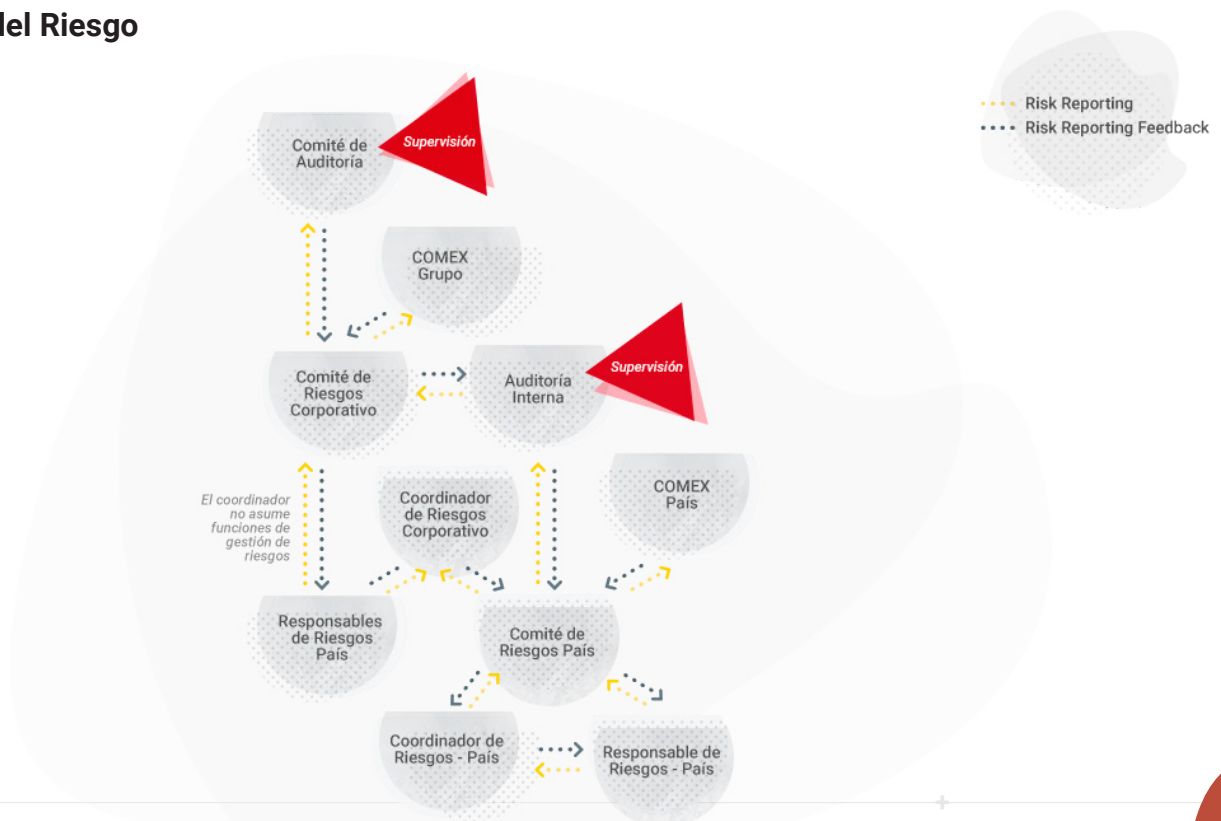 del Riesgo
Risk Reporting
Risk Reporting Feedback
Comité de
Auditoría
Supervisión
COMEX
Grupo
Comité de
Riesgos
Corporativo
Auditoría
Interna
Supervisión
El coordinador
no asume
funciones de
gestión de
riesgos
Coordinador
de Riesgos
Corporativo
COMEX
País
Responsables
de Riesgos
País
Comité de
Riesgos País
Coordinador de
Riesgos - País
Responsable de
Riesgos - País